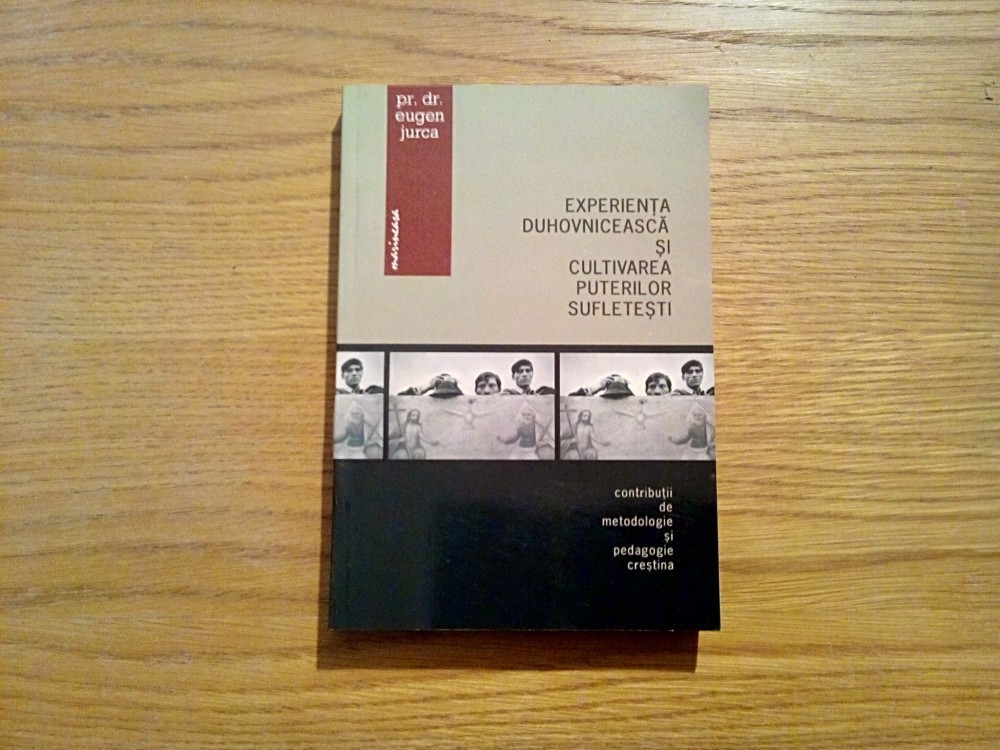 pr. dr.
eugen
jurca
marineasa
EXPERIENȚA
DUHOVNICEASCĂ
ȘI
CULTIVAREA
PUTERILOR
SUFLETEȘTI
contribuții
de
metodologie
și
pedagogie
creștina